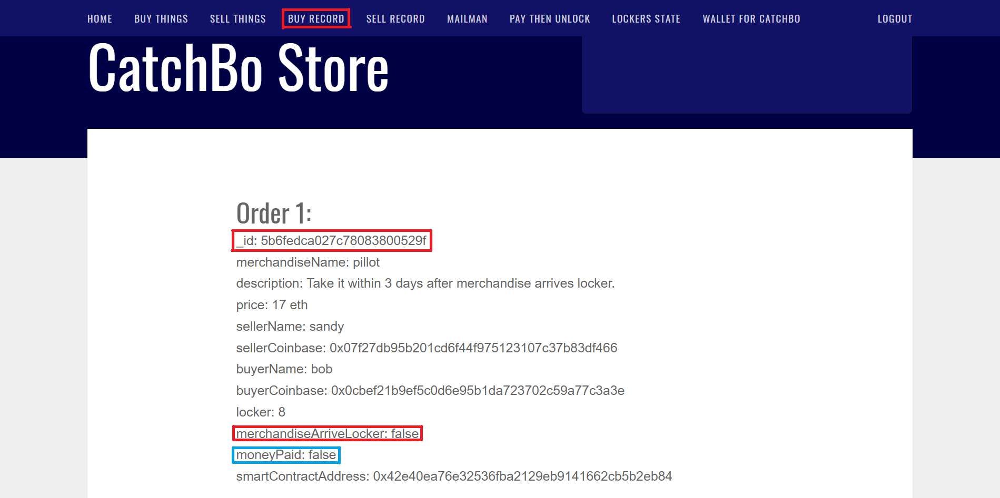 HOME BUY THINGS SELL THINGS BUY RECORD SELL RECORD MAILMAN PAY THEN UNLOCK LOCKERS STATE WALLET FOR CATCHBO LOGOUT
CatchBo Store
Order 1:
_id: 5b6fedca027c78083800529f
merchandiseName: pillot
description: Take it within 3 days after merchandise arrives locker.
price: 17 eth
sellerName: sandy
sellerCoinbase: 0x07f27db95b201cd6f44f975123107c37b83df466
buyerName: bob
buyerCoinbase: 0x0cbef21b9ef5c0d6e95b1da723702c59a77c3a3e
locker: 8
merchandiseArriveLocker: false
moneyPaid: false
smartContractAddress: 0x42e40ea76e32536fba2129eb9141662cb5b2eb84